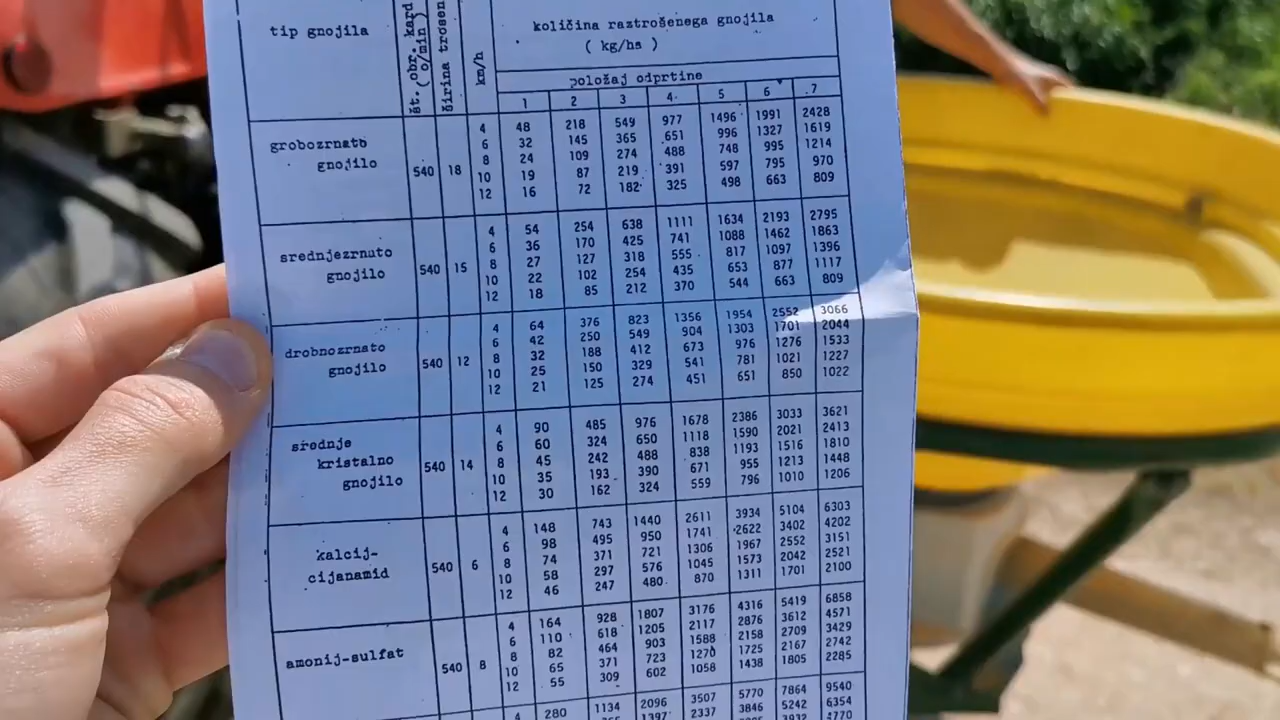 tip gnojila št. obr. kard (o/min) širina trosen km/h količina raztrošenega gnojila
( kg/ha )
položaj odprtine
1 2 3 4 5 6 7
grobozrnato gnojilo 540 18
4 48 218 549 977 1496 1991 2428
6 32 145 365 651 996 1327 1619
8 24 109 274 488 748 995 1214
10 19 87 219 391 597 795 970
12 16 72 182 325 498 663 809
srednjezrnato gnojilo 540 15
4 54 254 638 1111 1634 2193 2795
6 36 170 425 741 1088 1462 1863
8 27 127 318 555 817 1097 1396
10 22 102 254 435 653 877 1117
12 18 85 212 370 544 663 809
drobnozrnato gnojilo 540 12
4 64 376 823 1356 1954 2552 3066
6 42 250 549 904 1303 1701 2044
8 32 188 412 673 976 1276 1533
10 25 150 329 541 781 1021 1227
12 21 125 274 451 651 850 1022
srednje kristalno gnojilo 540 14
4 90 485 976 1678 2386 3033 3621
6 60 324 650 1118 1590 2021 2413
8 45 242 488 838 1193 1516 1810
10 35 193 390 671 955 1213 1448
12 30 162 324 559 796 1010 1206
kalcij-cijanamid 540 6
4 148 743 1440 2611 3934 5104 6303
6 98 495 950 1741 2622 3402 4202
8 74 371 721 1306 1967 2552 3151
10 58 297 576 1045 1573 2042 2521
12 46 247 480 870 1311 1701 2100
amonij-sulfat 540 8
4 164 928 1807 3176 4316 5419 6858
6 110 618 1205 2117 2876 3612 4571
8 82 464 903 1588 2158 2709 3429
10 65 371 723 1270 1725 2167 2742
12 55 309 602 1058 1438 1805 2285
4 280 1134 2096 3507 5770 7864 9540
1397 2337 3846 5242 6354